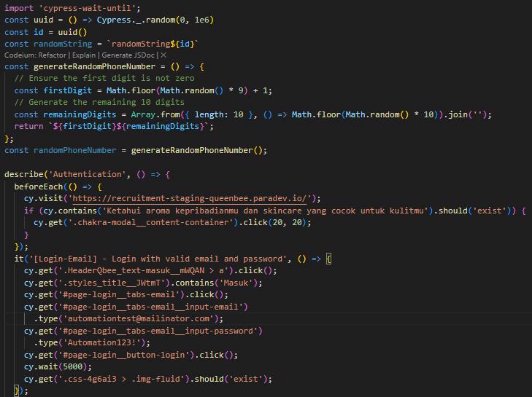 import 'cypress-wait-until';
const uuid = () => Cypress._.random(0, 1e6)
const id = uuid()
const randomString = `randomString${id}`
Codeium: Refactor | Explain | Generate JSDoc | X
const generateRandomPhoneNumber = () => {
// Ensure the first digit is not zero
const firstDigit = Math.floor(Math.random() * 9) + 1;
// Generate the remaining 10 digits
const remainingDigits = Array.from({ length: 10 }, () => Math.floor(Math.random() * 10)).join('');
return `${firstDigit}${remainingDigits}`;
};
const randomPhoneNumber = generateRandomPhoneNumber();
describe('Authentication', () => {
beforeEach(() => {
cy.visit('https://recruitment-staging-queenbee.paradev.io/');
if (cy.contains('Ketahui aroma kepribadianmu dan skincare yang cocok untuk kulitmu').should('exist')) {
cy.get('.chakra-modal__content-container').click(20, 20);
}
});
it('[Login-Email] - Login with valid email and password', () => {
cy.get('.HeaderQbee_text-masuk__mWQAN > a').click();
cy.get('.styles_title__JWtmT').contains('Masuk');
cy.get('#page-login__tabs-email').click();
cy.get('#page-login__tabs-email__input-email')
.type('automationtest@mailinator.com');
cy.get('#page-login__tabs-email__input-password')
.type('Automation123!');
cy.get('#page-login__button-login').click();
cy.wait(5000);
cy.get('.css-4g6ai3 > .img-fluid').should('exist');
});